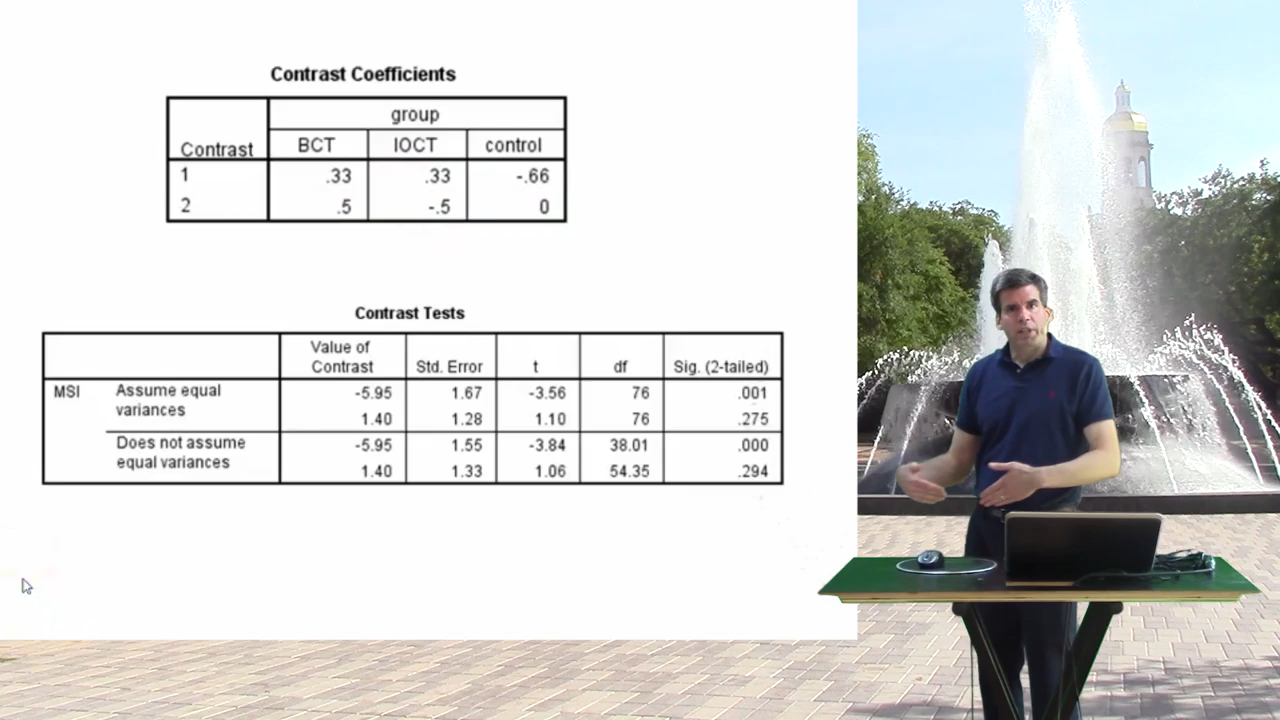 Contrast Coefficients
group
Contrast BCT IOCT control
1 .33 .33 -.66
2 .5 -.5 0
Contrast Tests
Value of Contrast Std. Error t df Sig. (2-tailed)
MSI Assume equal variances -5.95 1.67 -3.56 76 .001
1.40 1.28 1.10 76 .275
Does not assume equal variances -5.95 1.55 -3.84 38.01 .000
1.40 1.33 1.06 54.35 .294